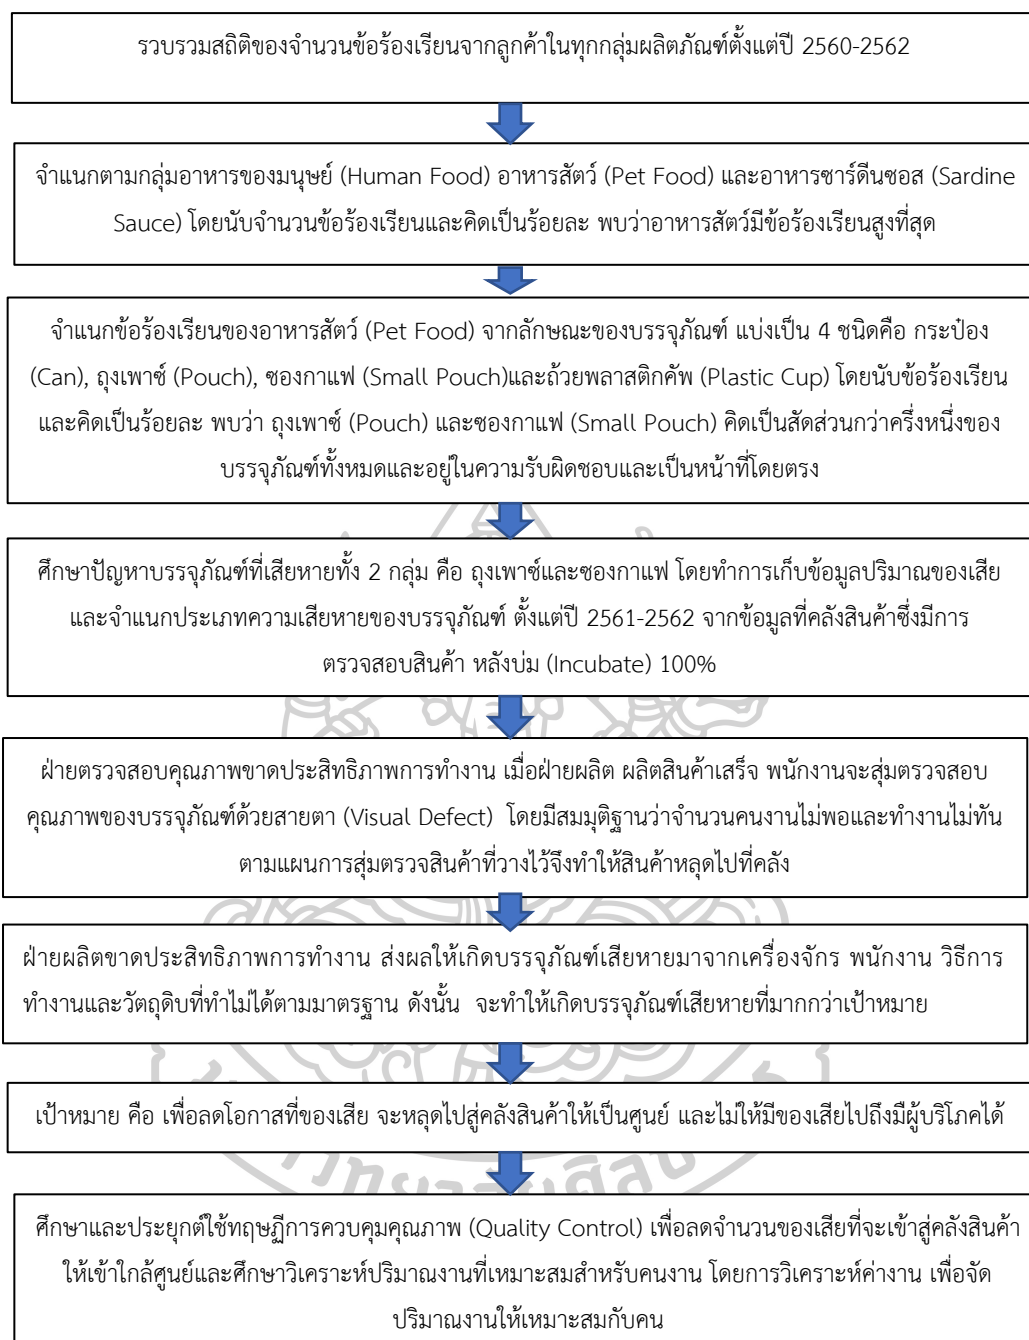 รวบรวมสถิติของจำนวนข้อร้องเรียนจากลูกค้าในทุกกลุ่มผลิตภัณฑ์ตั้งแต่ปี 2560-2562
จำแนกตามกลุ่มอาหารของมนุษย์ (Human Food) อาหารสัตว์ (Pet Food) และอาหารซาร์ดีนซอส (Sardine
Sauce) โดยนับจำนวนข้อร้องเรียนและคิดเป็นร้อยละ พบว่าอาหารสัตว์มีข้อร้องเรียนสูงที่สุด
จำแนกข้อร้องเรียนของอาหารสัตว์ (Pet Food) จากลักษณะของบรรจุภัณฑ์ แบ่งเป็น 4 ชนิดคือ กระป๋อง
(Can), ถุงเพาซ์ (Pouch), ซองกาแฟ (Small Pouch)และถ้วยพลาสติกคัพ (Plastic Cup) โดยนับข้อร้องเรียน
และคิดเป็นร้อยละ พบว่า ถุงเพาซ์ (Pouch) และซองกาแฟ (Small Pouch) คิดเป็นสัดส่วนกว่าครึ่งหนึ่งของ
บรรจุภัณฑ์ทั้งหมดและอยู่ในความรับผิดชอบและเป็นหน้าที่โดยตรง
ศึกษาปัญหาบรรจุภัณฑ์ที่เสียหายทั้ง 2 กลุ่ม คือ ถุงเพาซ์และซองกาแฟ โดยทำการเก็บข้อมูลปริมาณของเสีย
และจำแนกประเภทความเสียหายของบรรจุภัณฑ์ ตั้งแต่ปี 2561-2562 จากข้อมูลที่คลังสินค้าซึ่งมีการ
ตรวจสอบสินค้า หลังบ่ม (Incubate) 100%
ฝ่ายตรวจสอบคุณภาพขาดประสิทธิภาพการทำงาน เมื่อฝ่ายผลิต ผลิตสินค้าเสร็จ พนักงานจะสุ่มตรวจสอบ
คุณภาพของบรรจุภัณฑ์ด้วยสายตา (Visual Defect) โดยมีสมมุติฐานว่าจำนวนคนงานไม่พอและทำงานไม่ทัน
ตามแผนการสุ่มตรวจสินค้าที่วางไว้จึงทำให้สินค้าหลุดไปที่คลัง
ฝ่ายผลิตขาดประสิทธิภาพการทำงาน ส่งผลให้เกิดบรรจุภัณฑ์เสียหายมาจากเครื่องจักร พนักงาน วิธีการ
ทำงานและวัตถุดิบที่ทำไม่ได้ตามมาตรฐาน ดังนั้น จะทำให้เกิดบรรจุภัณฑ์เสียหายที่มากกว่าเป้าหมาย
เป้าหมาย คือ เพื่อลดโอกาสที่ของเสีย จะหลุดไปสู่คลังสินค้าให้เป็นศูนย์ และไม่ให้มีของเสียไปถึงมือผู้บริโภคได้
ศึกษาและประยุกต์ใช้ทฤษฎีการควบคุมคุณภาพ (Quality Control) เพื่อลดจำนวนของเสียที่จะเข้าสู่คลังสินค้า
ให้เข้าใกล้ศูนย์และศึกษาวิเคราะห์ปริมาณงานที่เหมาะสมสำหรับคนงาน โดยการวิเคราะห์ค่างาน เพื่อจัด
ปริมาณงานให้เหมาะสมกับคน